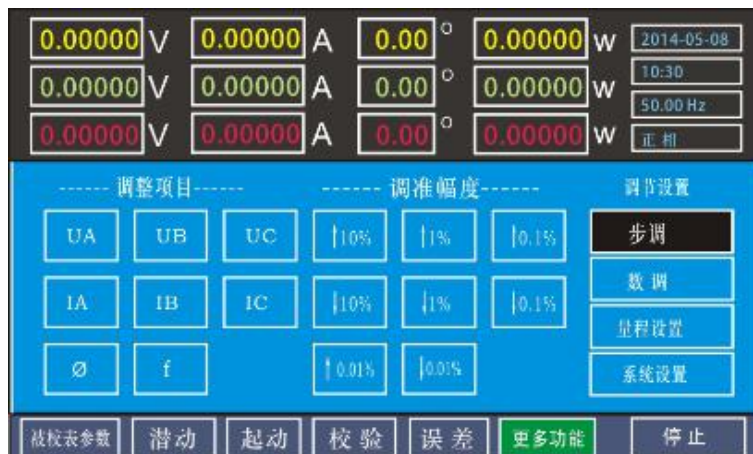 0.00000 V 0.00000 A 0.00 ° 0.00000 W 2014-05-08
10:30
0.00000 V 0.00000 A 0.00 ° 0.00000 W
50.00 Hz
0.00000 V 0.00000 A 0.00 ° 0.00000 W 正相
------ 调整项目------ ------ 调准幅度------ 调节设置
UA UB UC ↑10% ↑1% ↑0.1% 步调
数调
IA IB IC ↓10% ↓1% ↓0.1%
量程设置
Ø f ↑0.01% ↓0.01% 系统设置
被校表参数 潜动 起动 校验 误差 更多功能 停止